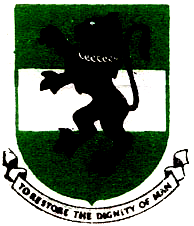 TO RESTORE THE DIGNITY OF MAN